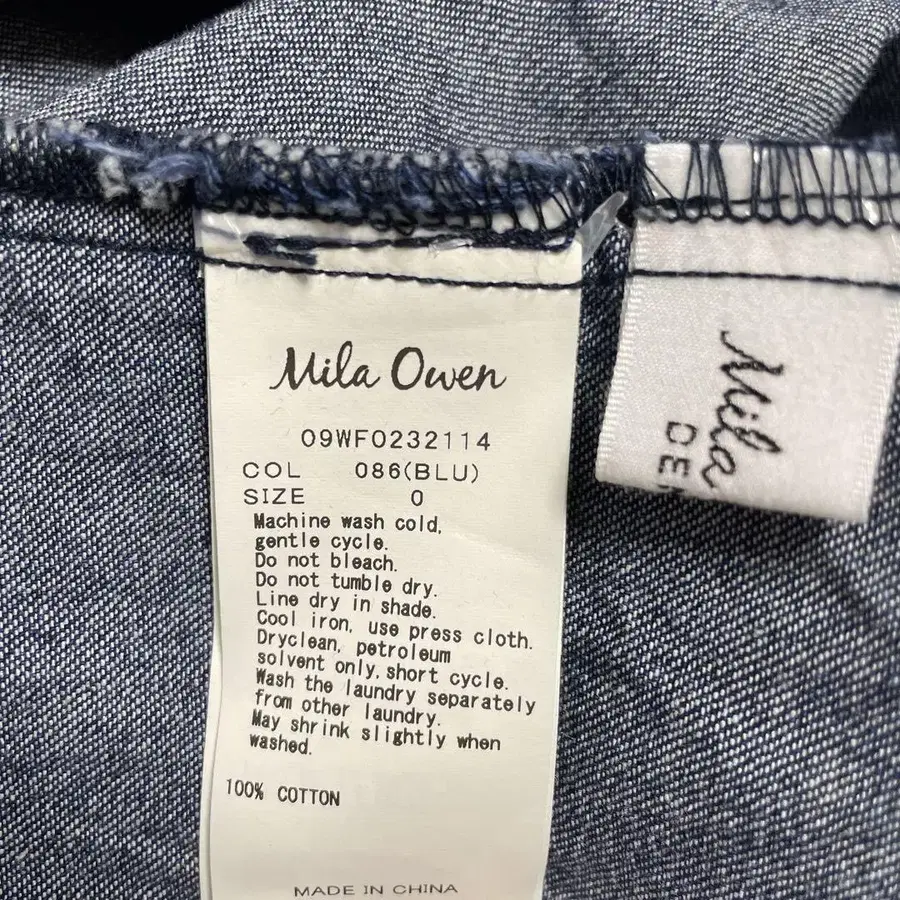 Mila Owen
09WF0232114
COL 086(BLU)
SIZE 0
Machine wash cold,
gentle cycle.
Do not bleach.
Do not tumble dry.
Line dry in shade.
Cool iron, use press cloth.
Dryclean, petroleum
solvent only, short cycle.
Wash the laundry separately
from other laundry.
May shrink slightly when
washed.
100% COTTON
MADE IN CHINA
Mila